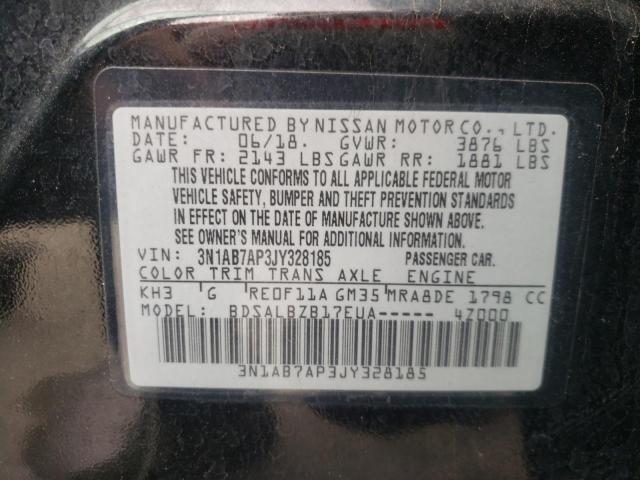 MANUFACTURED BY NISSAN MOTOR CO., LTD.
DATE: 06/18. GVWR: 3876 LBS
GAWR FR: 2143 LBS GAWR RR: 1881 LBS
THIS VEHICLE CONFORMS TO ALL APPLICABLE FEDERAL MOTOR
VEHICLE SAFETY, BUMPER AND THEFT PREVENTION STANDARDS
IN EFFECT ON THE DATE OF MANUFACTURE SHOWN ABOVE.
SEE OWNER'S MANUAL FOR ADDITIONAL INFORMATION.
VIN: 3N1AB7AP3JY328185 PASSENGER CAR.
COLOR TRIM TRANS AXLE ENGINE
KH3 G RE0F11A GM35 MRA8DE 1798 CC
MODEL: BDSALBZB17EUA----- 4Z000
3N1AB7AP3JY328185